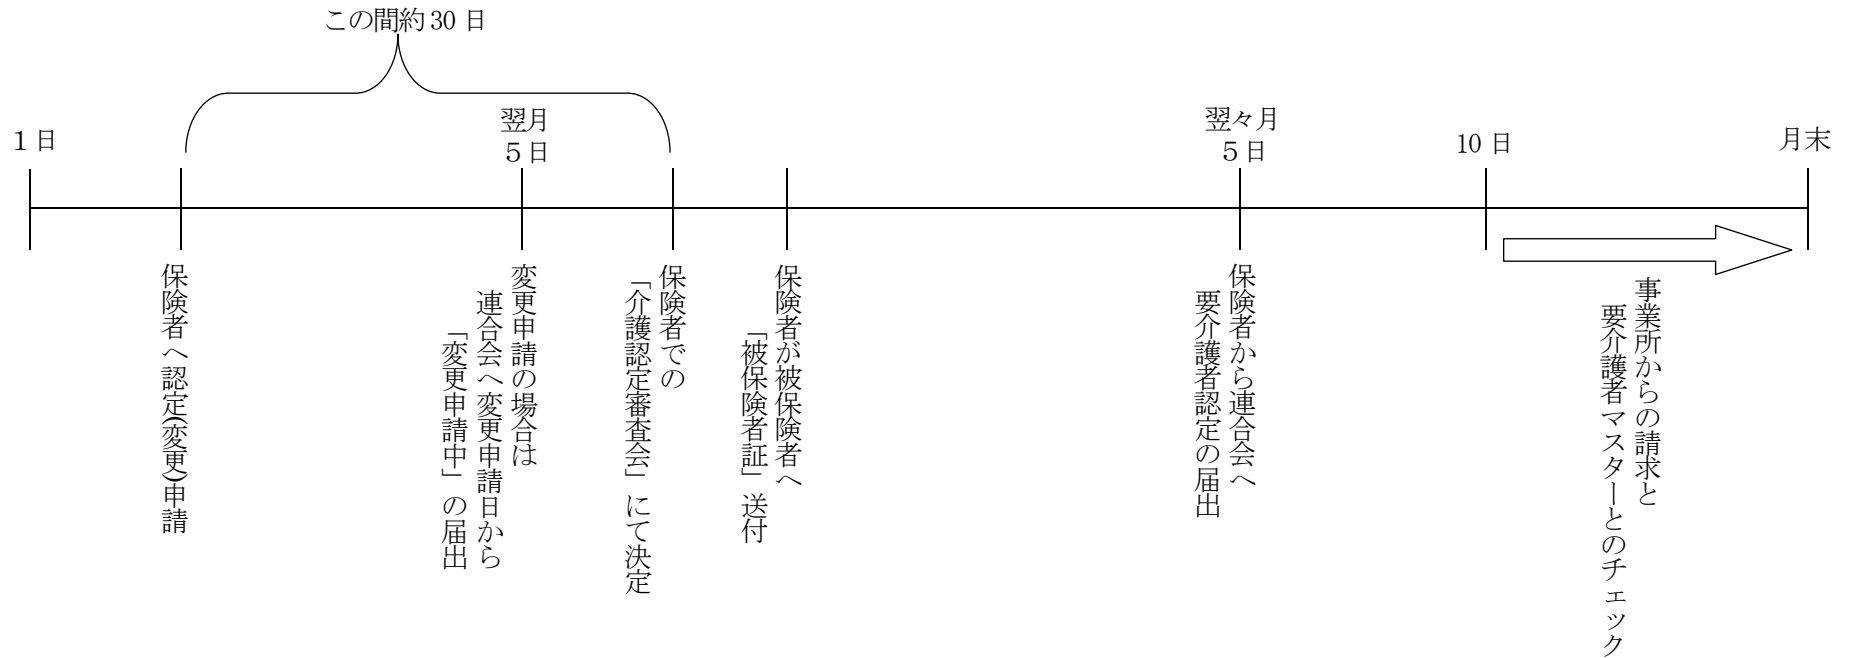 この間約30日
1日
翌月
5日
翌々月
5日
10日
月末
保険者へ認定(変更)申請
変更申請の場合は
連合会へ変更申請日から
「変更申請中」の届出
保険者での
「介護認定審査会」にて決定
保険者が被保険者へ
「被保険者証」送付
保険者から連合会へ
要介護者認定の届出
事業所からの請求と
要介護者マスターとのチェック